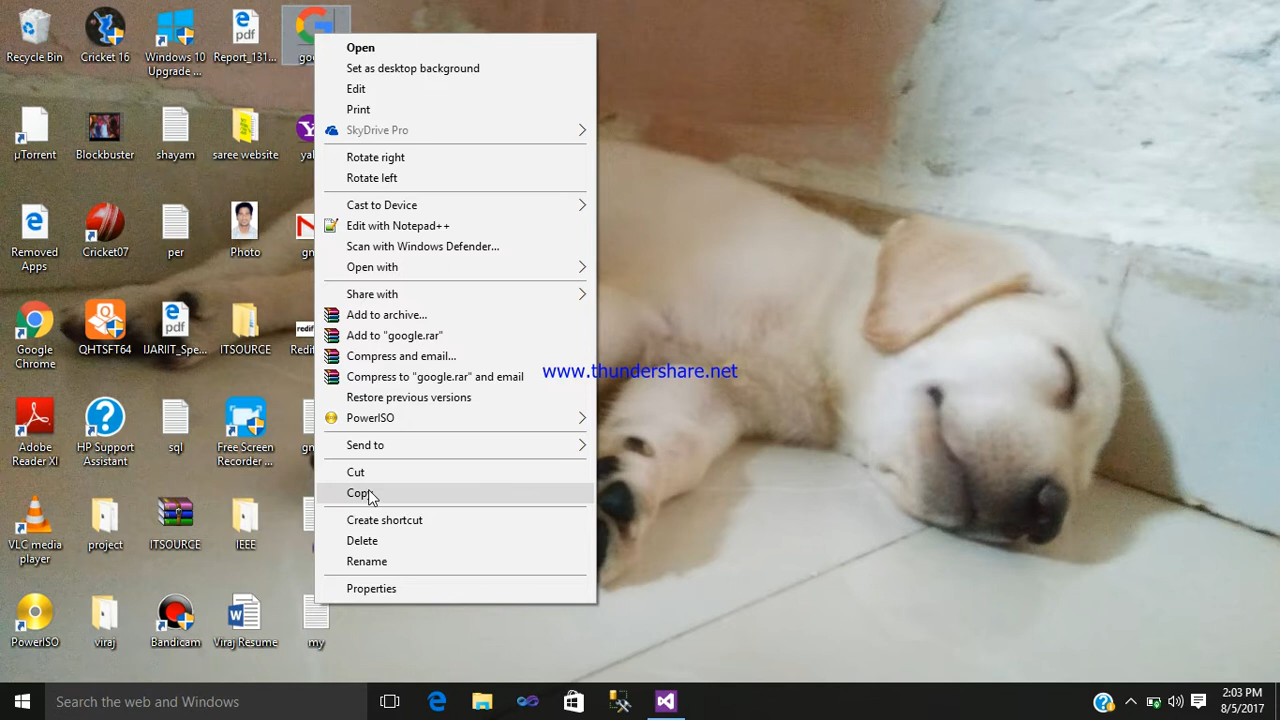 Recycle Bin
Cricket 16
Windows 10
Upgrade ...
Report_131...
Open
Set as desktop background
Edit
Print
SkyDrive Pro
Rotate right
Rotate left
Cast to Device
Edit with Notepad++
Scan with Windows Defender...
Open with
Share with
Add to archive...
Add to "google.rar"
Compress and email...
Compress to "google.rar" and email
Restore previous versions
PowerISO
Send to
Cut
Copy
Create shortcut
Delete
Rename
Properties
µTorrent
Blockbuster
shayam
saree website
Removed
Apps
Cricket07
per
Photo
Google
Chrome
QHTSFT64
IJARIIT_Spe...
ITSOURCE
Adobe
Reader XI
HP Support
Assistant
sql
Free Screen
Recorder ...
VLC media
player
project
ITSOURCE
IEEE
PowerISO
viraj
Bandicam
Viraj Resume
my
www.thundershare.net
Search the web and Windows
2:03 PM
8/5/2017